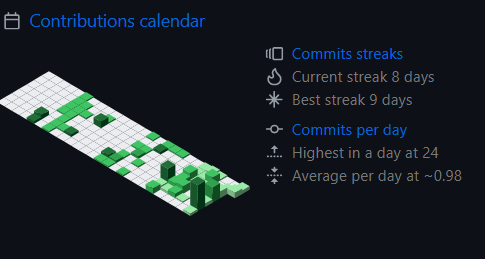 Contributions calendar
Commits streaks
Current streak 8 days
Best streak 9 days
Commits per day
Highest in a day at 24
Average per day at ~0.98